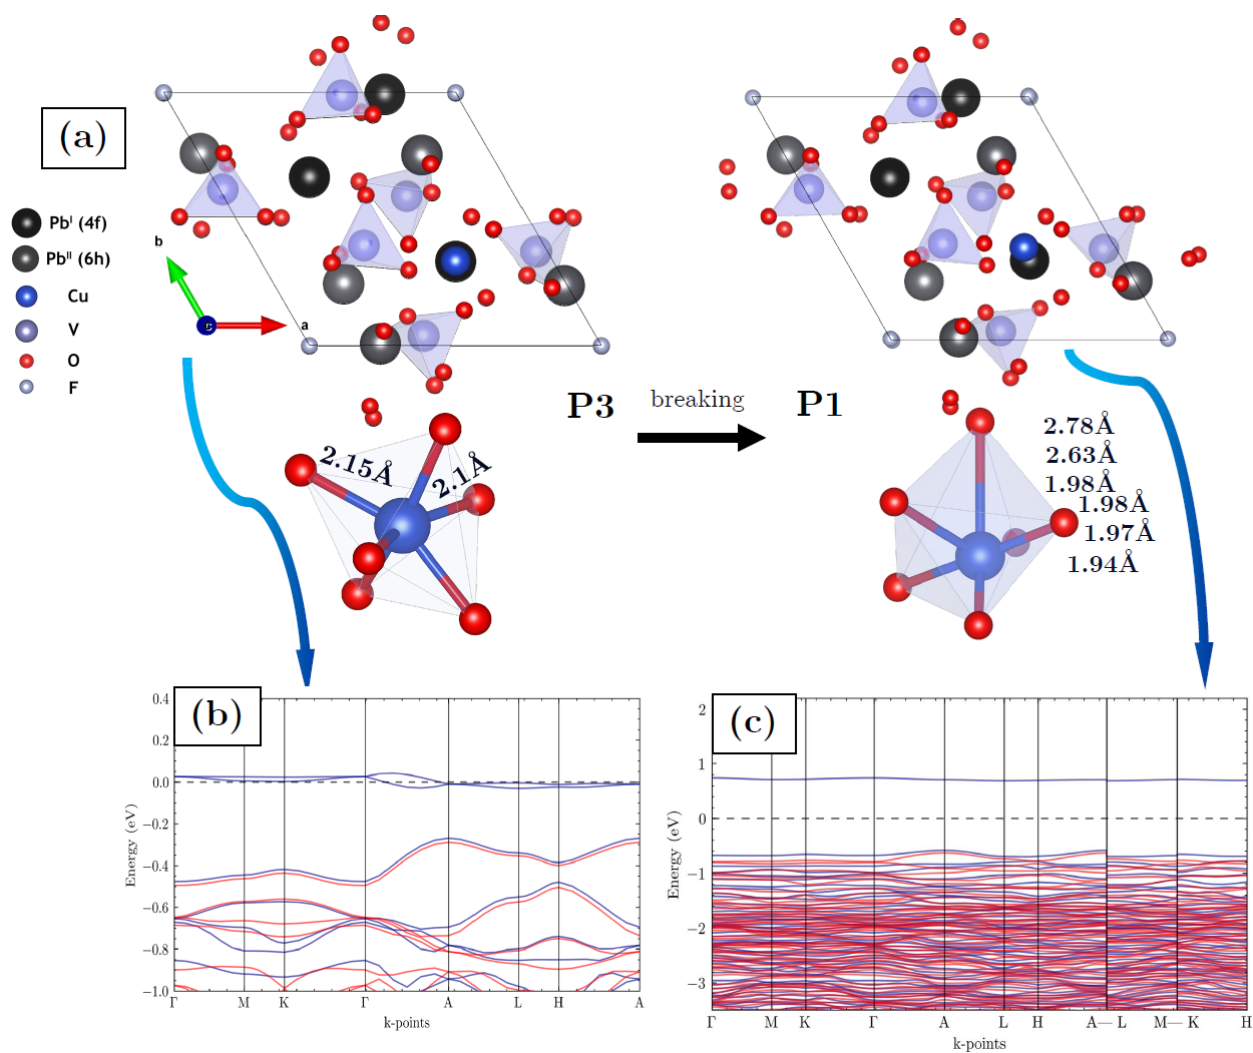 (a)
Pbᴵ (4f)
Pbᴵᴵ (6h)
Cu
V
O
F
b
c
a
P3
breaking
P1
2.15Å
2.1Å
2.78Å
2.63Å
1.98Å
1.98Å
1.97Å
1.94Å
(b)
0.4
0.2
0.0
−0.2
−0.4
−0.6
−0.8
−1.0
Energy (eV)
Γ M K Γ A L H A
k-points
(c)
2
1
0
−1
−2
−3
Energy (eV)
Γ M K Γ A L H A— L M— K H
k-points